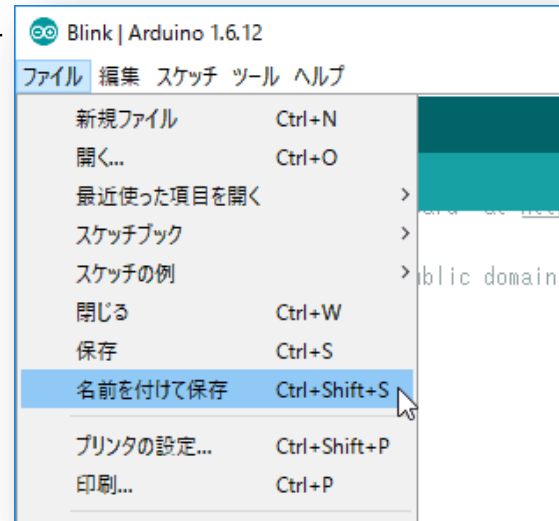 Blink | Arduino 1.6.12
ファイル 編集 スケッチ ツール ヘルプ
新規ファイル Ctrl+N
開く... Ctrl+O
最近使った項目を開く
スケッチブック
スケッチの例
閉じる Ctrl+W
保存 Ctrl+S
名前を付けて保存 Ctrl+Shift+S
プリンタの設定... Ctrl+Shift+P
印刷... Ctrl+P
domain